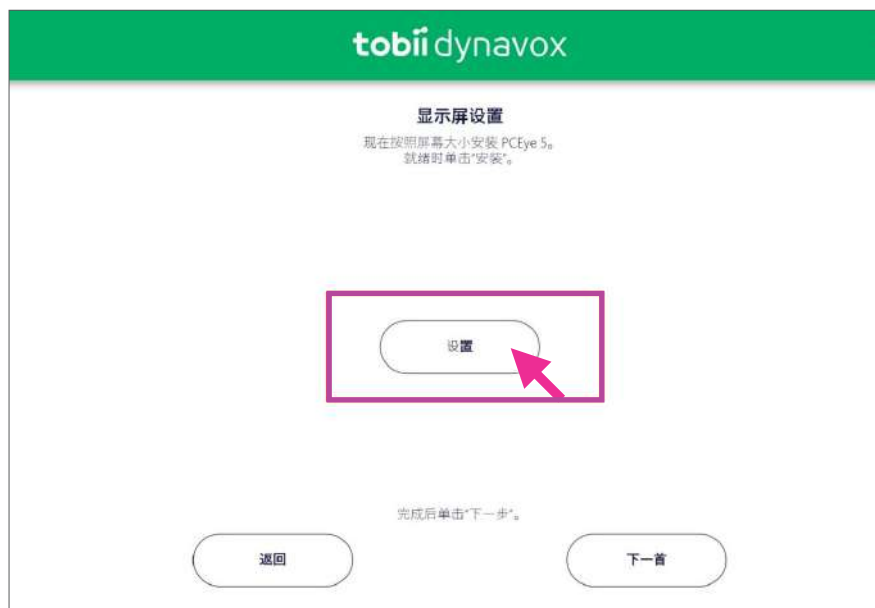 tobii dynavox
显示屏设置
现在按照屏幕大小安装 PCEye 5。
就绪时单击“安装”。
设置
完成后单击“下一步”。
返回
下一首